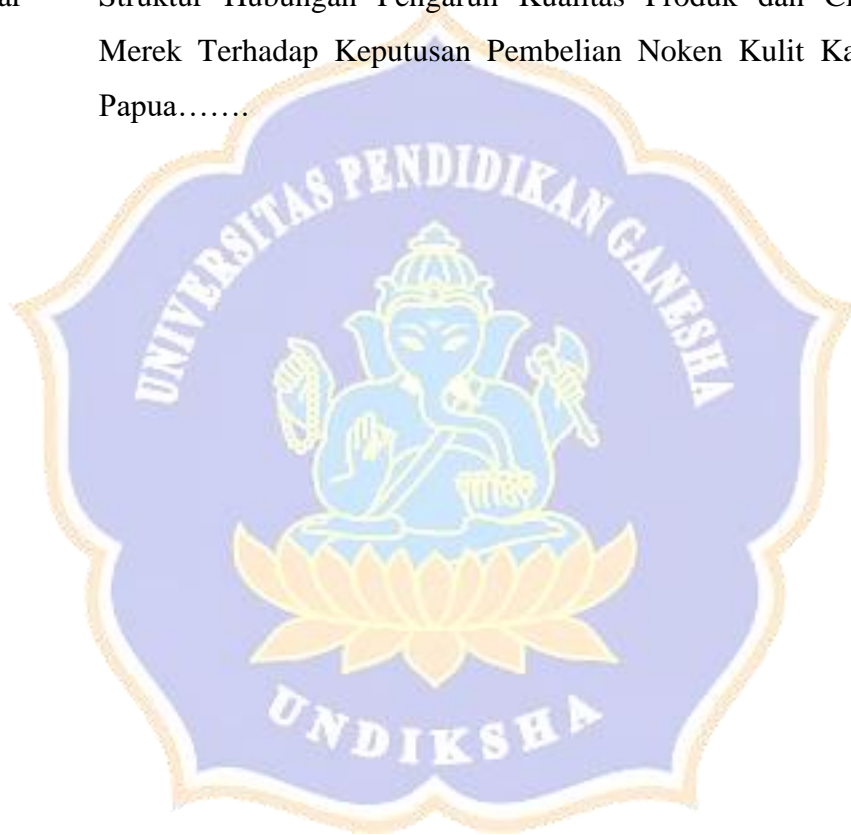 Struktur Hubungan Pengaruh Kualitas Produk dan
Merek Terhadap Keputusan Pembelian Noken Kulit
Papua…….
UNIVERSITAS PENDIDIKAN GANESHA
UNDIKSHA